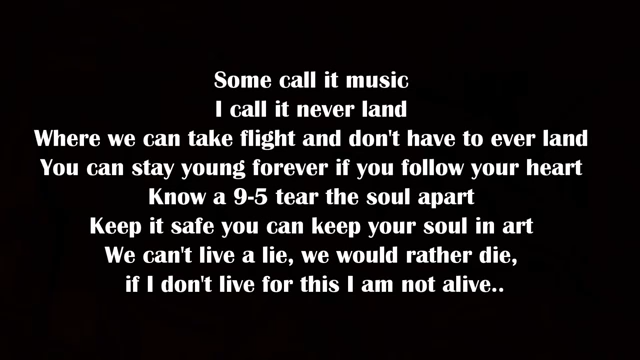 Some call it music
I call it never land
Where we can take flight and don't have to ever land
You can stay young forever if you follow your heart
Know a 9-5 tear the soul apart
Keep it safe you can keep your soul in art
We can't live a lie, we would rather die,
if I don't live for this I am not alive..